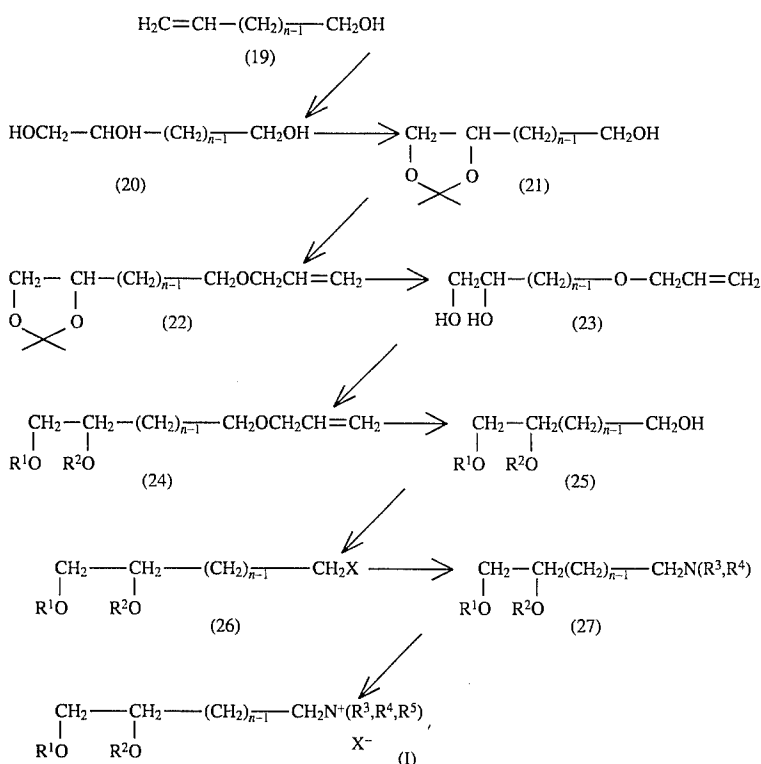 H₂C=CH—(CH₂)ₙ₋₁—CH₂OH
(19)
HOCH₂—CHOH—(CH₂)ₙ₋₁—CH₂OH
CH₂—CH—(CH₂)ₙ₋₁—CH₂OH
O O
(20)
(21)
CH₂—CH—(CH₂)ₙ₋₁—CH₂OCH₂CH=CH₂
O O
(22)
CH₂CH—(CH₂)ₙ₋₁—O—CH₂CH=CH₂
HO HO
(23)
CH₂—CH₂—(CH₂)ₙ₋₁—CH₂OCH₂CH=CH₂
R¹O R²O
(24)
CH₂—CH₂(CH₂)ₙ₋₁—CH₂OH
R¹O R²O
(25)
CH₂—CH₂—(CH₂)ₙ₋₁—CH₂X
R¹O R²O
(26)
CH₂—CH₂(CH₂)ₙ₋₁—CH₂N(R³,R⁴)
R¹O R²O
(27)
CH₂—CH₂—(CH₂)ₙ₋₁—CH₂N⁺(R³,R⁴,R⁵)
R¹O R²O
X⁻
(I)